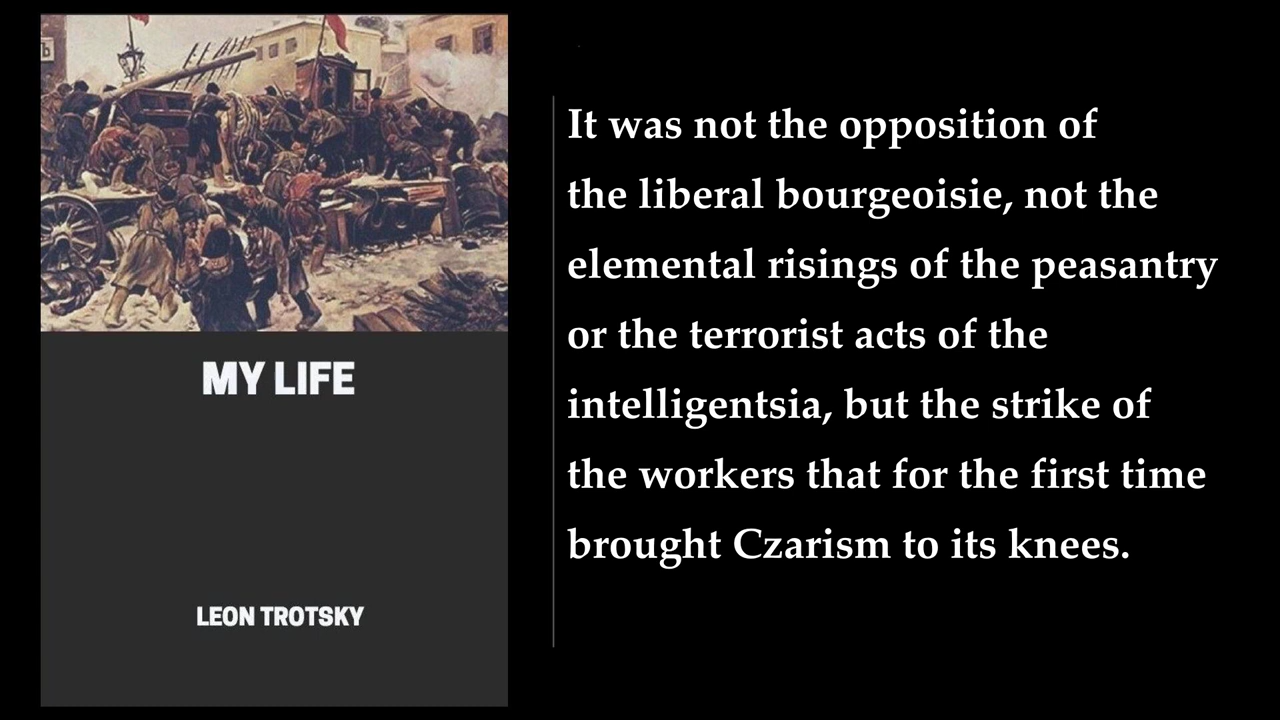 MY LIFE
LEON TROTSKY
It was not the opposition of
the liberal bourgeoisie, not the
elemental risings of the peasantry
or the terrorist acts of the
intelligentsia, but the strike of
the workers that for the first time
brought Czarism to its knees.